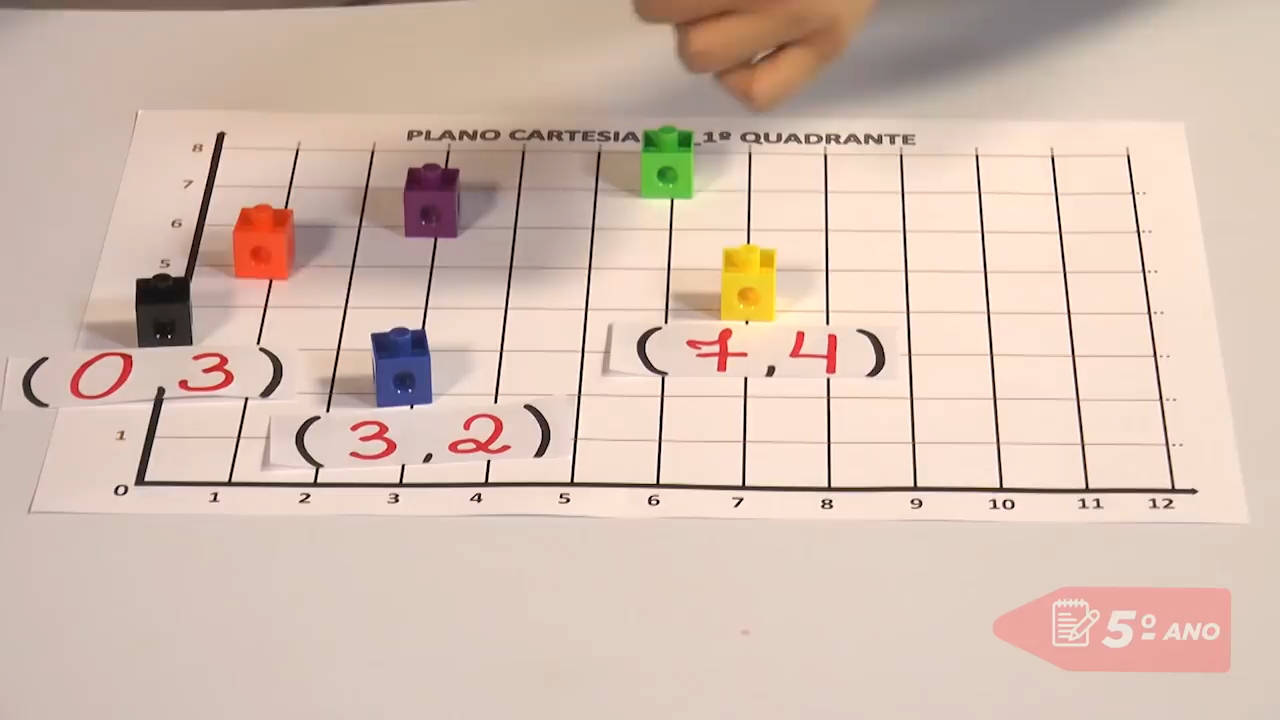 PLANO CARTESIA 1º QUADRANTE
8
7
6
5
(0,3)
(7,4)
(3,2)
1
0 1 2 3 4 5 6 7 8 9 10 11 12
5º ANO